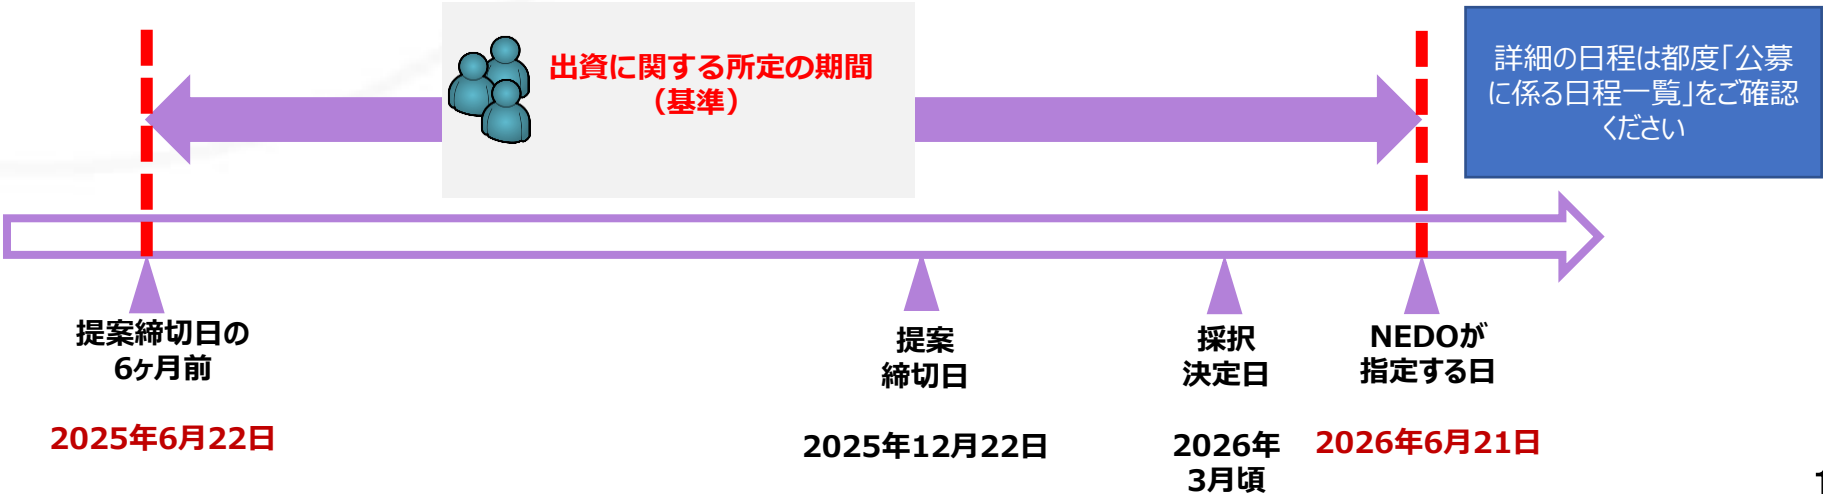 出資に関する所定の期間
（基準）
詳細の日程は都度「公募
に係る日程一覧」をご確認
ください
提案締切日の
6ヶ月前
2025年6月22日
提案
締切日
2025年12月22日
採択
決定日
2026年
3月頃
NEDOが
指定する日
2026年6月21日